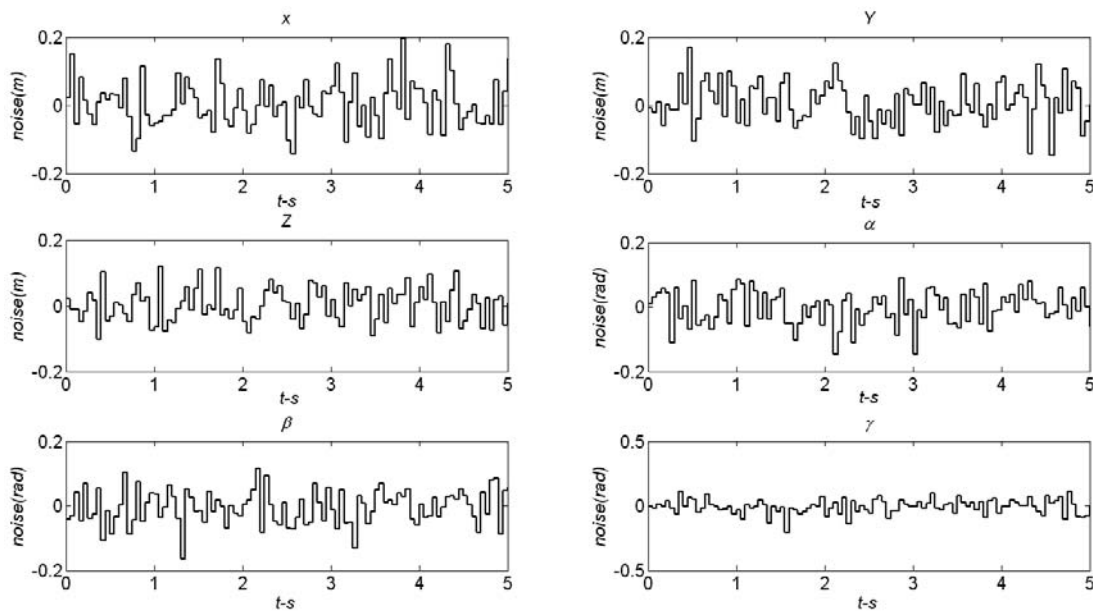 x
0.2
0
-0.2
noise(m)
0 1 2 3 4 5
t-s
Y
0.2
0
-0.2
noise(m)
0 1 2 3 4 5
t-s
Z
0.2
0
-0.2
noise(m)
0 1 2 3 4 5
t-s
α
0.2
0
-0.2
noise(rad)
0 1 2 3 4 5
t-s
β
0.2
0
-0.2
noise(rad)
0 1 2 3 4 5
t-s
γ
0.5
0
-0.5
noise(rad)
0 1 2 3 4 5
t-s